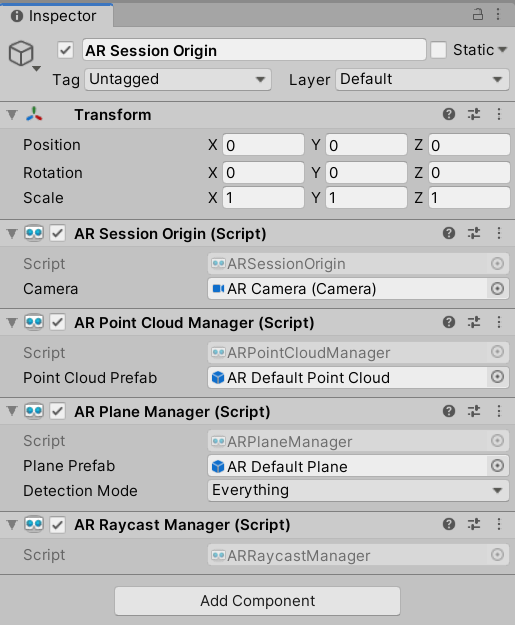 Inspector
AR Session Origin Static
Tag Untagged Layer Default
Transform
Position X 0 Y 0 Z 0
Rotation X 0 Y 0 Z 0
Scale X 1 Y 1 Z 1
AR Session Origin (Script)
Script ARSessionOrigin
Camera AR Camera (Camera)
AR Point Cloud Manager (Script)
Script ARPointCloudManager
Point Cloud Prefab AR Default Point Cloud
AR Plane Manager (Script)
Script ARPlaneManager
Plane Prefab AR Default Plane
Detection Mode Everything
AR Raycast Manager (Script)
Script ARRaycastManager
Add Component